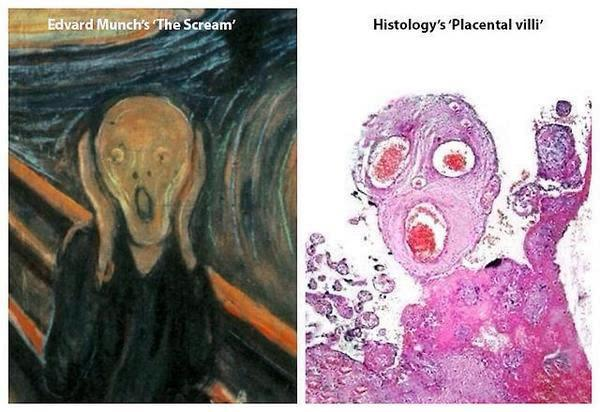 Edvard Munch's 'The Scream'
Histology's 'Placental villi'